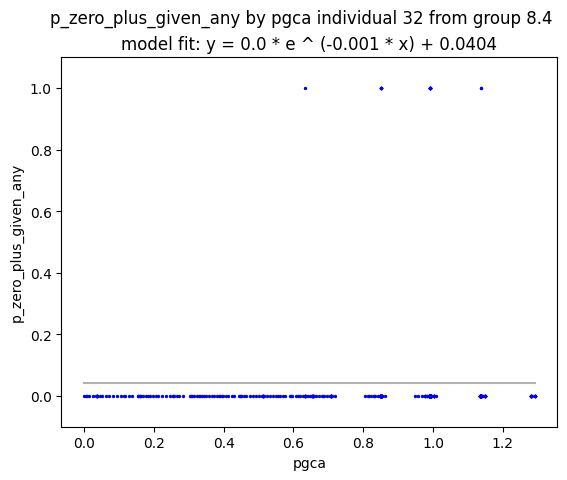 p_zero_plus_given_any by pgca individual 32 from group 8.4
model fit: y = 0.0 * e ^ (-0.001 * x) + 0.0404
1.0
0.8
0.6
0.4
0.2
0.0
p_zero_plus_given_any
0.0 0.2 0.4 0.6 0.8 1.0 1.2
pgca